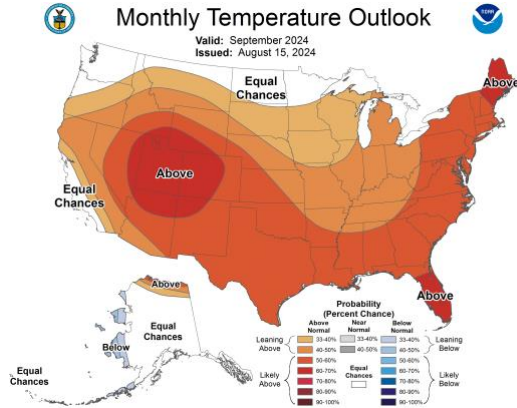 Monthly Temperature Outlook
Valid: September 2024
Issued: August 15, 2024
Equal
Chances
Above
Above
Equal
Chances
Above
Above
Equal
Chances
Below
Equal
Chances
Above
Probability
(Percent Chance)
Above
Normal
Near
Normal
Below
Normal
Leaning
Above
33-40%
33-40%
33-40%
Leaning
Below
40-50%
40-50%
40-50%
Likely
Above
50-60%
50-60%
Likely
Below
60-70%
Equal
Chances
60-70%
70-80%
70-80%
80-90%
80-90%
90-100%
90-100%